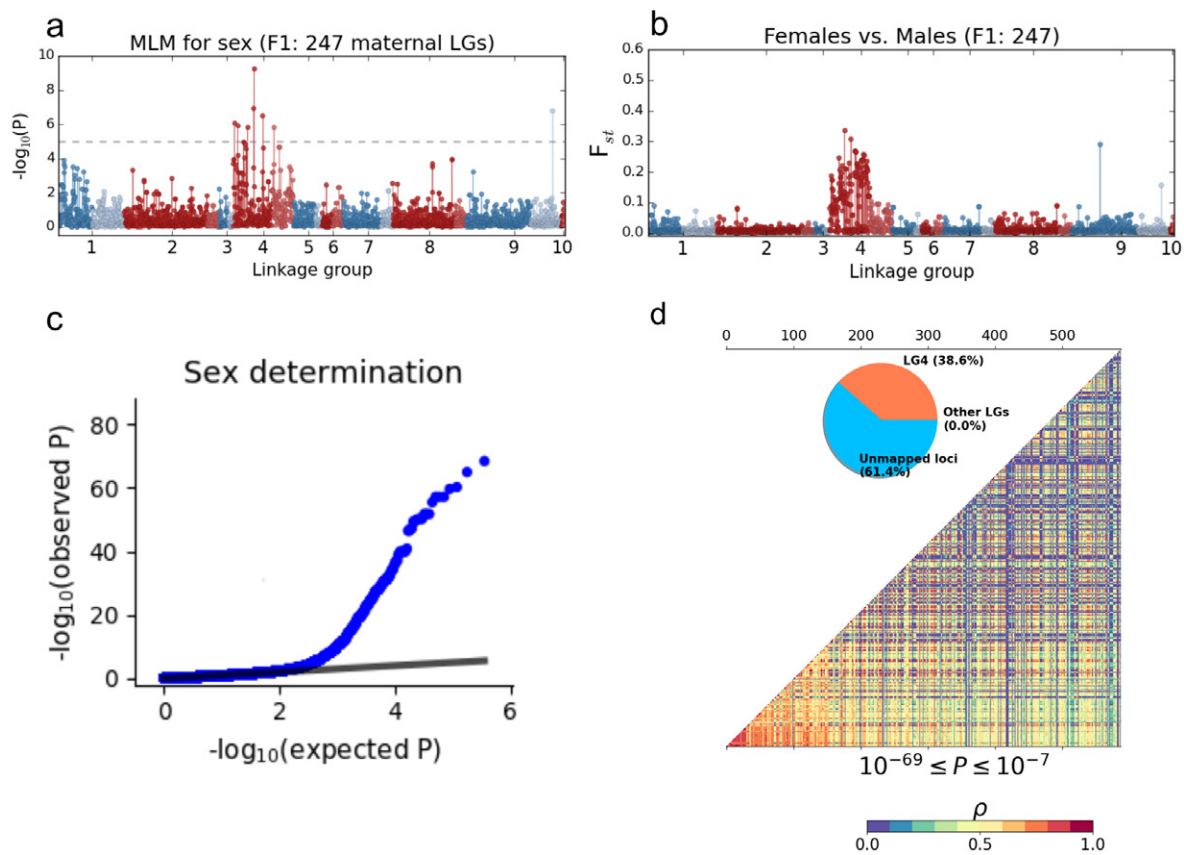 a
MLM for sex (F1: 247 maternal LGs)
10
8
6
4
2
0
-log10(P)
1 2 3 4 5 6 7 8 9 10
Linkage group
b
Females vs. Males (F1: 247)
0.6
0.5
0.4
0.3
0.2
0.1
0.0
Fst
1 2 3 4 5 6 7 8 9 10
Linkage group
c
Sex determination
80
60
40
20
0
-log10(observed P)
0 2 4 6
-log10(expected P)
d
0 100 200 300 400 500
LG4 (38.6%)
Other LGs
(0.0%)
Unmapped loci
(61.4%)
10⁻⁶⁹ ≤ P ≤ 10⁻⁷
ρ
0.0 0.5 1.0